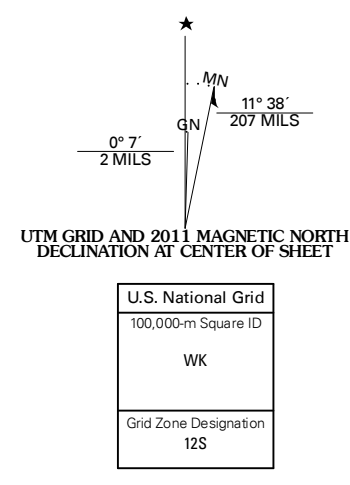 ★
MN
11° 38´
207 MILS
GN
0° 7´
2 MILS
UTM GRID AND 2011 MAGNETIC NORTH
DECLINATION AT CENTER OF SHEET
U.S. National Grid
100,000-m Square ID
WK
Grid Zone Designation
12S